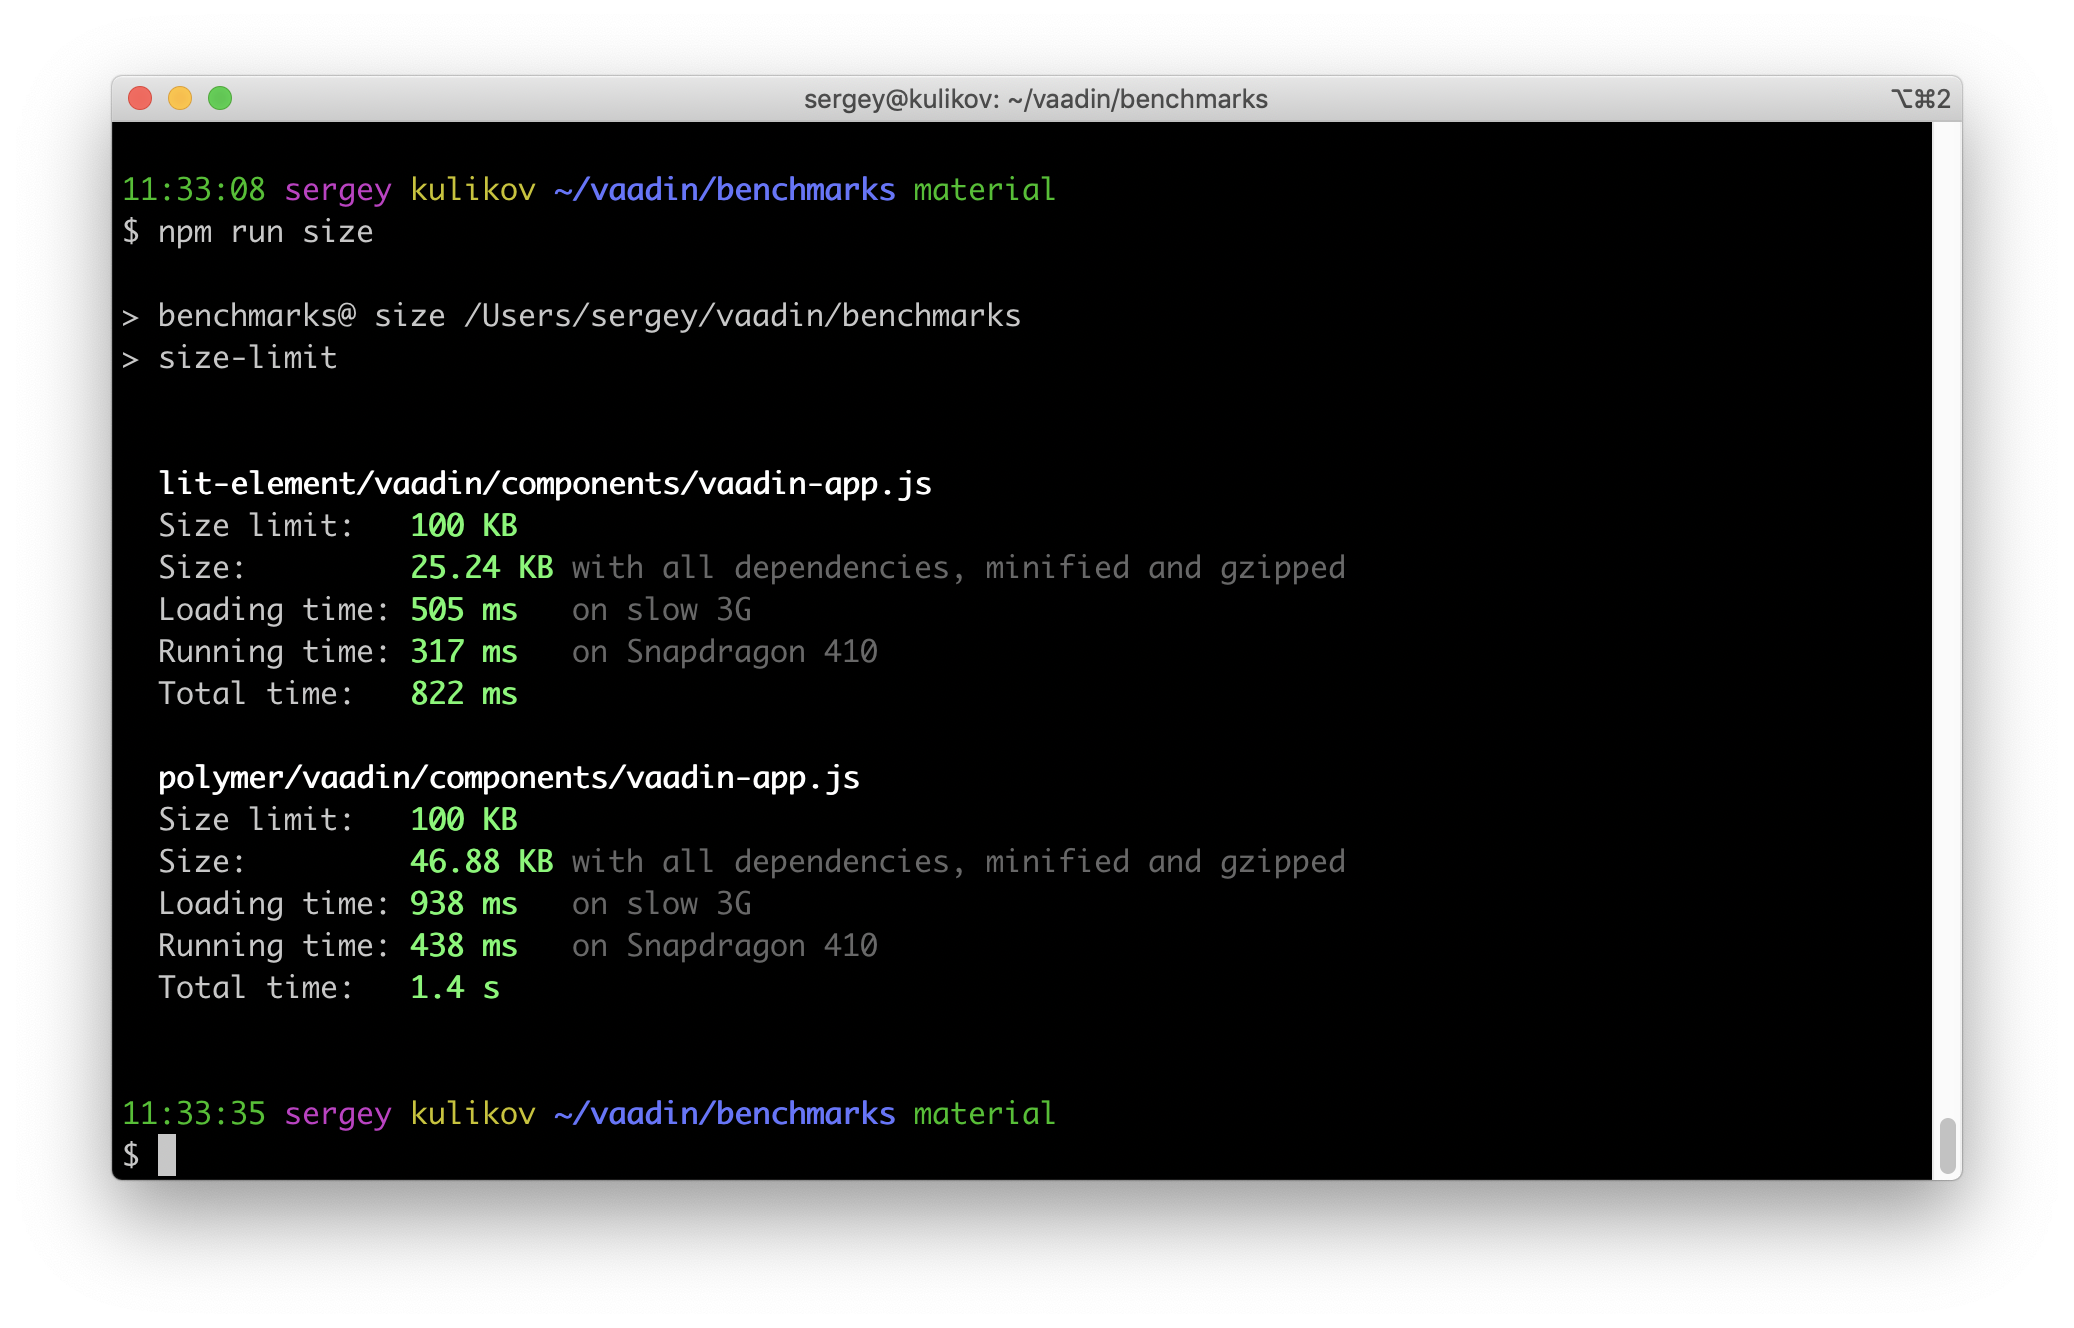 sergey@kulikov: ~/vaadin/benchmarks ⌥⌘2
11:33:08 sergey kulikov ~/vaadin/benchmarks material
$ npm run size
> benchmarks@ size /Users/sergey/vaadin/benchmarks
> size-limit
lit-element/vaadin/components/vaadin-app.js
Size limit: 100 KB
Size: 25.24 KB with all dependencies, minified and gzipped
Loading time: 505 ms on slow 3G
Running time: 317 ms on Snapdragon 410
Total time: 822 ms
polymer/vaadin/components/vaadin-app.js
Size limit: 100 KB
Size: 46.88 KB with all dependencies, minified and gzipped
Loading time: 938 ms on slow 3G
Running time: 438 ms on Snapdragon 410
Total time: 1.4 s
11:33:35 sergey kulikov ~/vaadin/benchmarks material
$